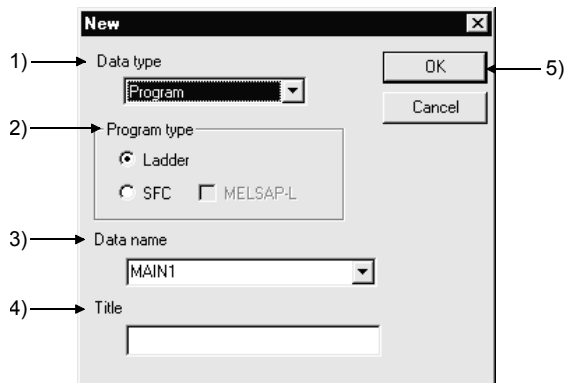 New
1) Data type
Program
OK 5)
Cancel
2) Program type
Ladder
SFC MELSAP-L
3) Data name
MAIN1
4) Title